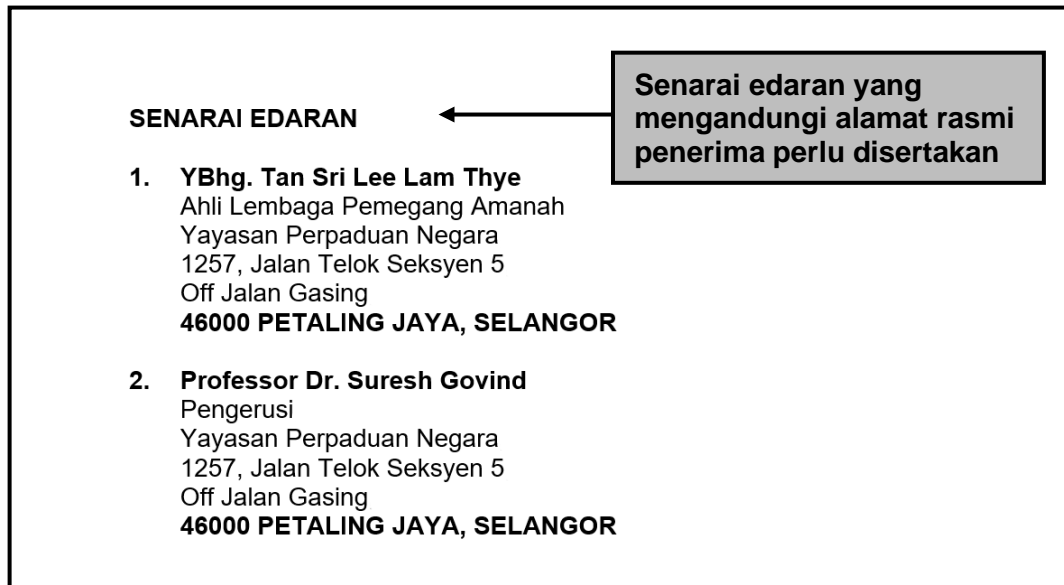 SENARAI EDARAN
Senarai edaran yang
mengandungi alamat rasmi
penerima perlu disertakan
1. YBhg. Tan Sri Lee Lam Thye
Ahli Lembaga Pemegang Amanah
Yayasan Perpaduan Negara
1257, Jalan Telok Seksyen 5
Off Jalan Gasing
46000 PETALING JAYA, SELANGOR
2. Professor Dr. Suresh Govind
Pengerusi
Yayasan Perpaduan Negara
1257, Jalan Telok Seksyen 5
Off Jalan Gasing
46000 PETALING JAYA, SELANGOR